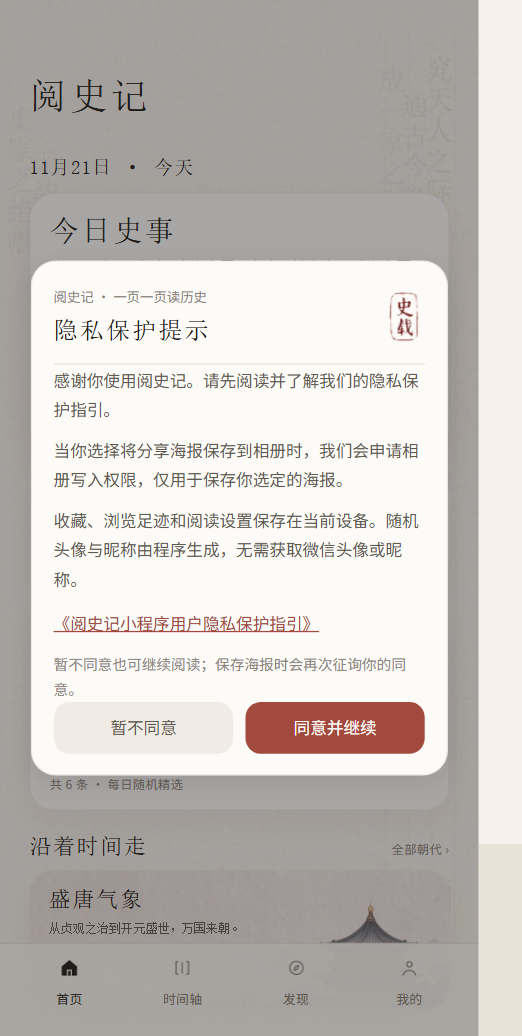 阅史记
11月21日 • 今天
今日史事
阅史记 • 一页一页读历史
隐私保护提示
史
载
感谢你使用阅史记。请先阅读并了解我们的隐私保
护指引。
当你选择将分享海报保存到相册时，我们会申请相
册写入权限，仅用于保存你选定的海报。
收藏、浏览足迹和阅读设置保存在当前设备。随机
头像与昵称由程序生成，无需获取微信头像或昵
称。
《阅史记小程序用户隐私保护指引》
暂不同意也可继续阅读；保存海报时会再次征询你的同
意。
暂不同意
同意并继续
共 6 条 • 每日随机精选
沿着时间走
全部朝代 ›
盛唐气象
从贞观之治到开元盛世，万国来朝。
首页
时间轴
发现
我的